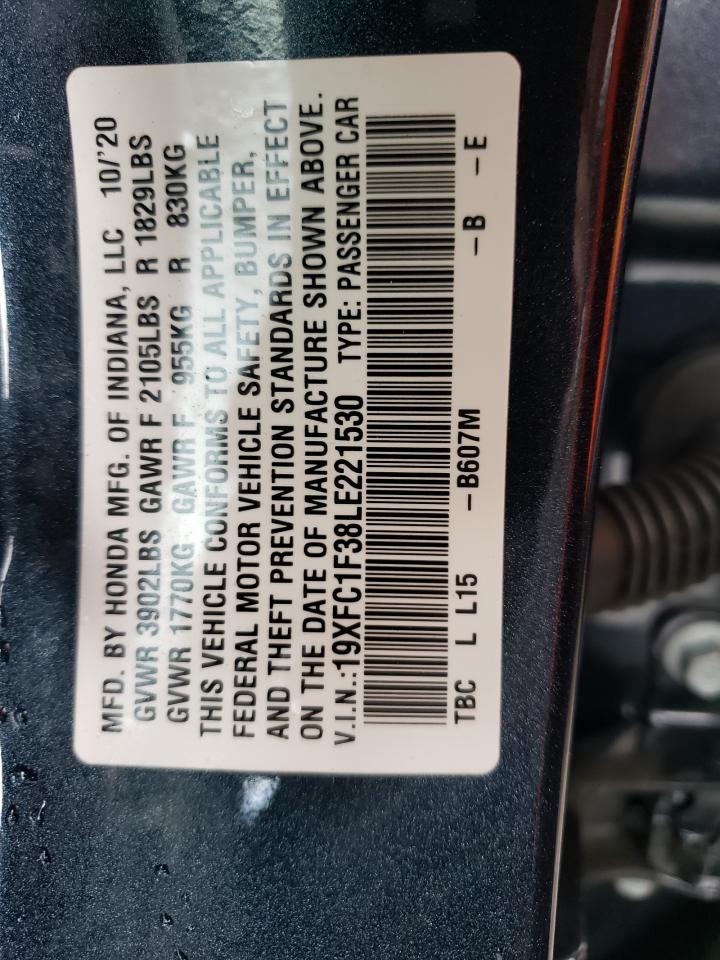 MFD. BY HONDA MFG. OF INDIANA, LLC 10/'20
GVWR 3902LBS GAWR F 2105LBS R 1829LBS
GVWR 1770KG GAWR F 955KG R 830KG
THIS VEHICLE CONFORMS TO ALL APPLICABLE
FEDERAL MOTOR VEHICLE SAFETY, BUMPER,
AND THEFT PREVENTION STANDARDS IN EFFECT
ON THE DATE OF MANUFACTURE SHOWN ABOVE.
V.I.N.:19XFC1F38LE221530 TYPE: PASSENGER CAR
TBC L L15 -B607M -B -E